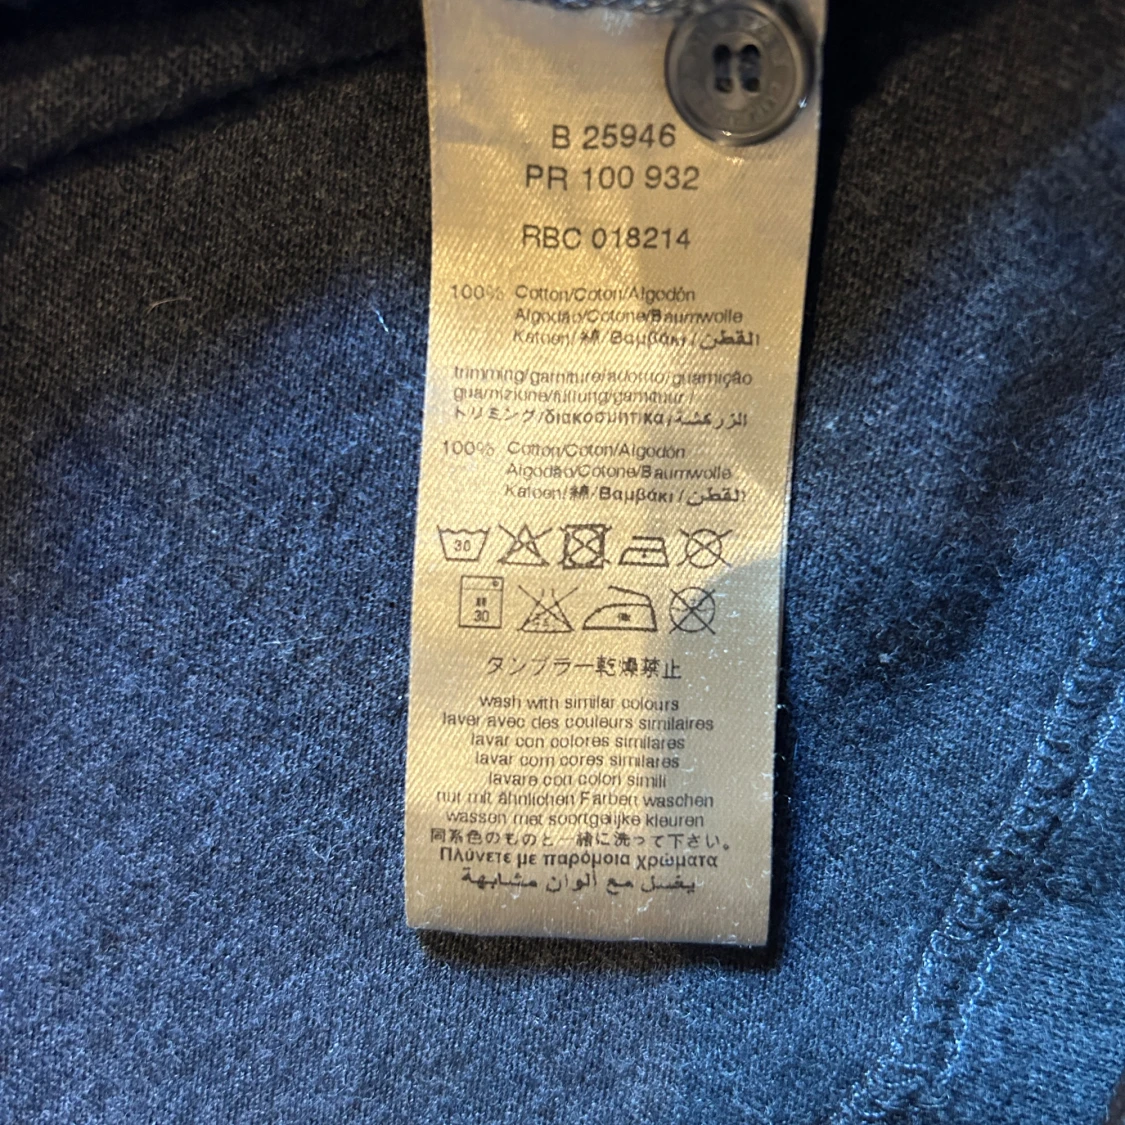 B 25946
PR 100 932
RBC 018214
100% Cotton/Coton/Algodón
Algodão/Cotone/Baumwolle
Katoen/綿/Βαμβάκι/القطن
trimming/garniture/adorno/guarnição
guarnizione/füllung/garnituur/
トリミング/διακοσμητικά/الزركشة
100% Cotton/Coton/Algodón
Algodão/Cotone/Baumwolle
Katoen/綿/Βαμβάκι/القطن
30
30
タンブラー乾燥禁止
wash with similar colours
laver avec des couleurs similaires
lavar con colores similares
lavar com cores similares
lavare con colori simili
nur mit ähnlichen Farben waschen
wassen met soortgelijke kleuren
同系色のものと一緒に洗って下さい。
Πλύνετε με παρόμοια χρώματα
يغسل مع ألوان مشابهة